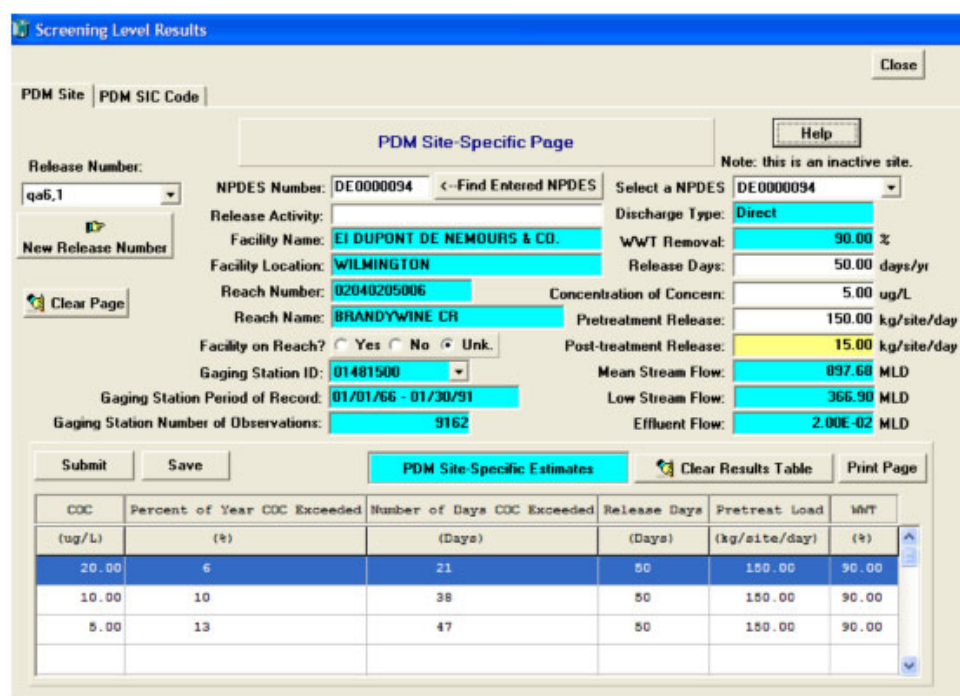 Screening Level Results
Close
PDM Site PDM SIC Code
PDM Site-Specific Page
Help
Note: this is an inactive site.
Release Number:
qa6,1
New Release Number
Clear Page
NPDES Number: DE0000094 <--Find Entered NPDES
Release Activity:
Facility Name: EI DUPONT DE NEMOURS & CO.
Facility Location: WILMINGTON
Reach Number: 02040205006
Reach Name: BRANDYWINE CR
Facility on Reach? Yes No Unk.
Gaging Station ID: 01481500
Gaging Station Period of Record: 01/01/66 - 01/30/91
Gaging Station Number of Observations: 9162
Select a NPDES DE0000094
Discharge Type: Direct
WWT Removal: 90.00 %
Release Days: 50.00 days/yr
Concentration of Concern: 5.00 ug/L
Pretreatment Release: 150.00 kg/site/day
Post-treatment Release: 15.00 kg/site/day
Mean Stream Flow: 897.68 MLD
Low Stream Flow: 366.90 MLD
Effluent Flow: 2.00E-02 MLD
Submit Save PDM Site-Specific Estimates Clear Results Table Print Page
COC Percent of Year COC Exceeded Number of Days COC Exceeded Release Days Pretreat Load WWT
(ug/L) (%) (Days) (Days) (kg/site/day) (%)
20.00 6 21 50 150.00 90.00
10.00 10 38 50 150.00 90.00
5.00 13 47 50 150.00 90.00